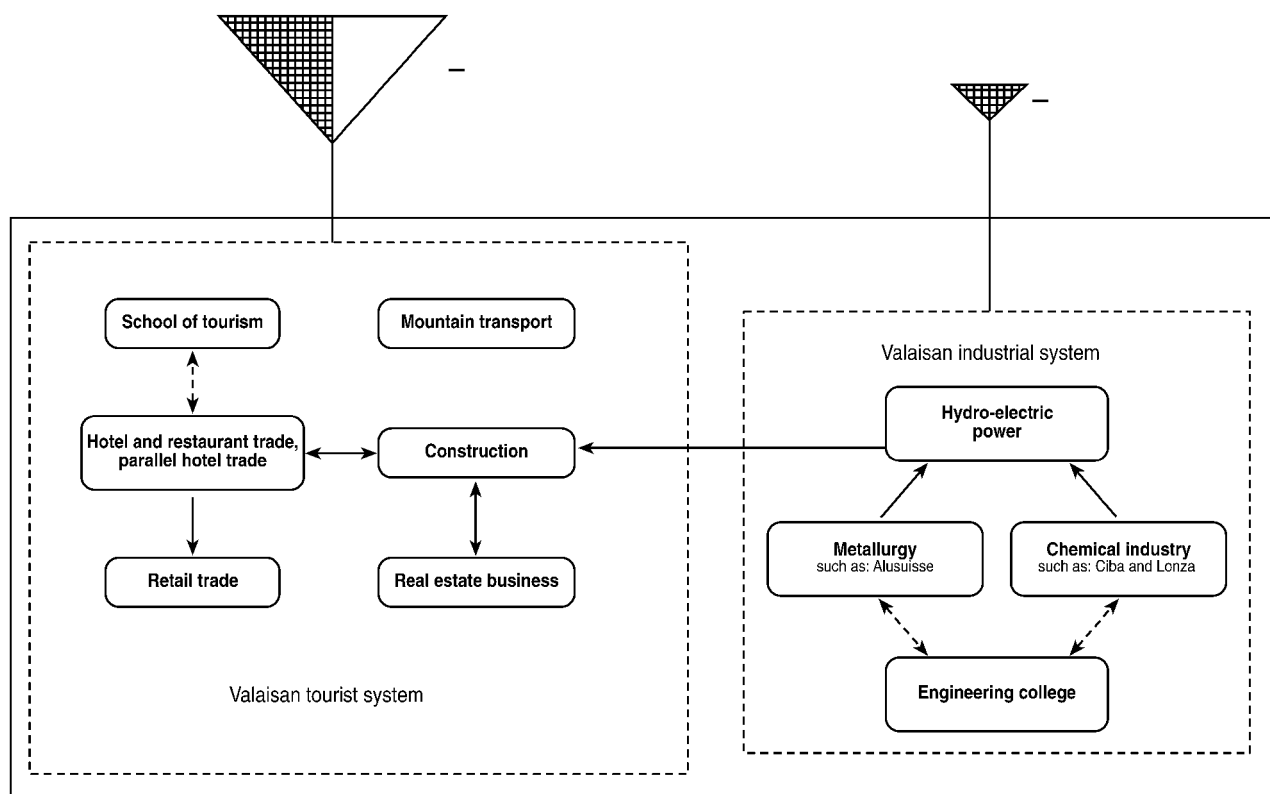 –
–
School of tourism
Mountain transport
Valaisan industrial system
Hydro-electric
power
Hotel and restaurant trade,
parallel hotel trade
Construction
Metallurgy
such as: Alusuisse
Chemical industry
such as: Ciba and Lonza
Retail trade
Real estate business
Engineering college
Valaisan tourist system